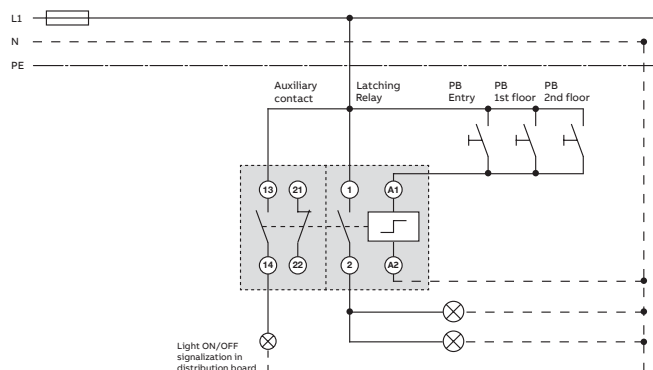 L1
N
PE
Auxiliary
contact
Latching
Relay
PB
Entry
PB
1st floor
PB
2nd floor
13
21
1
A1
14
22
2
A2
Light ON/OFF
signalization in
distribution board